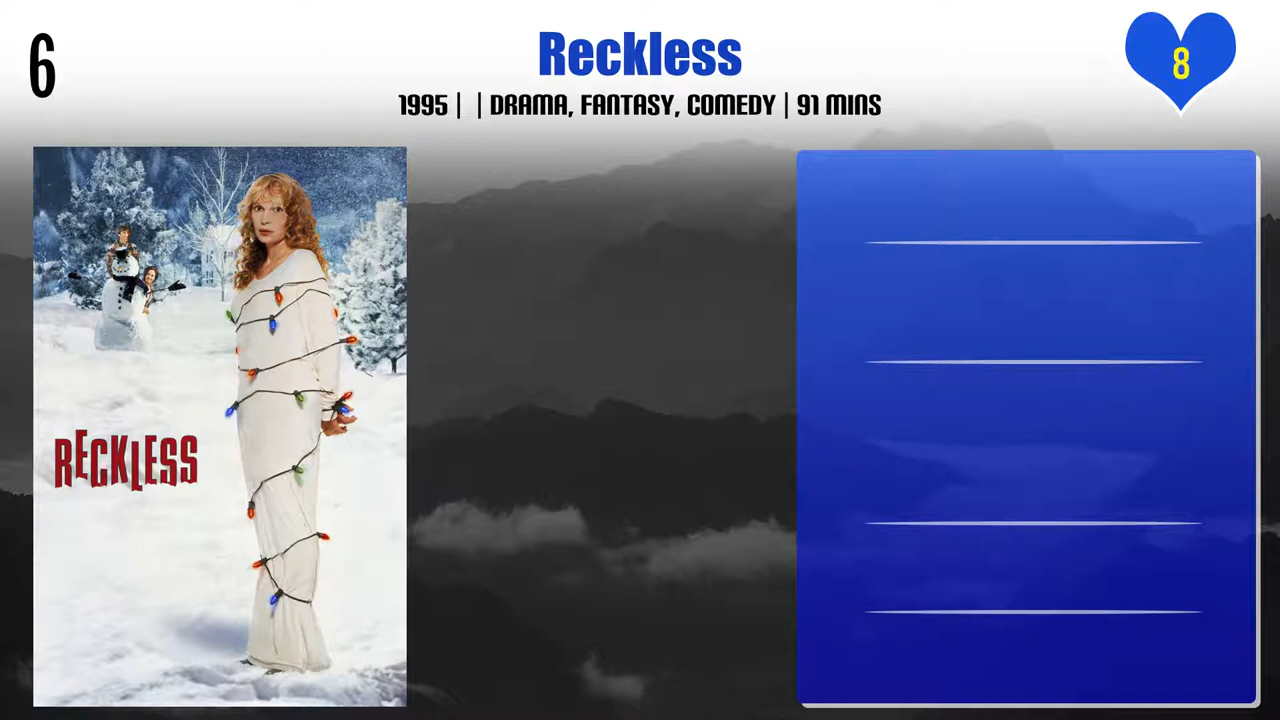 6
Reckless
8
1995 | | DRAMA, FANTASY, COMEDY | 91 MINS
RECKLESS